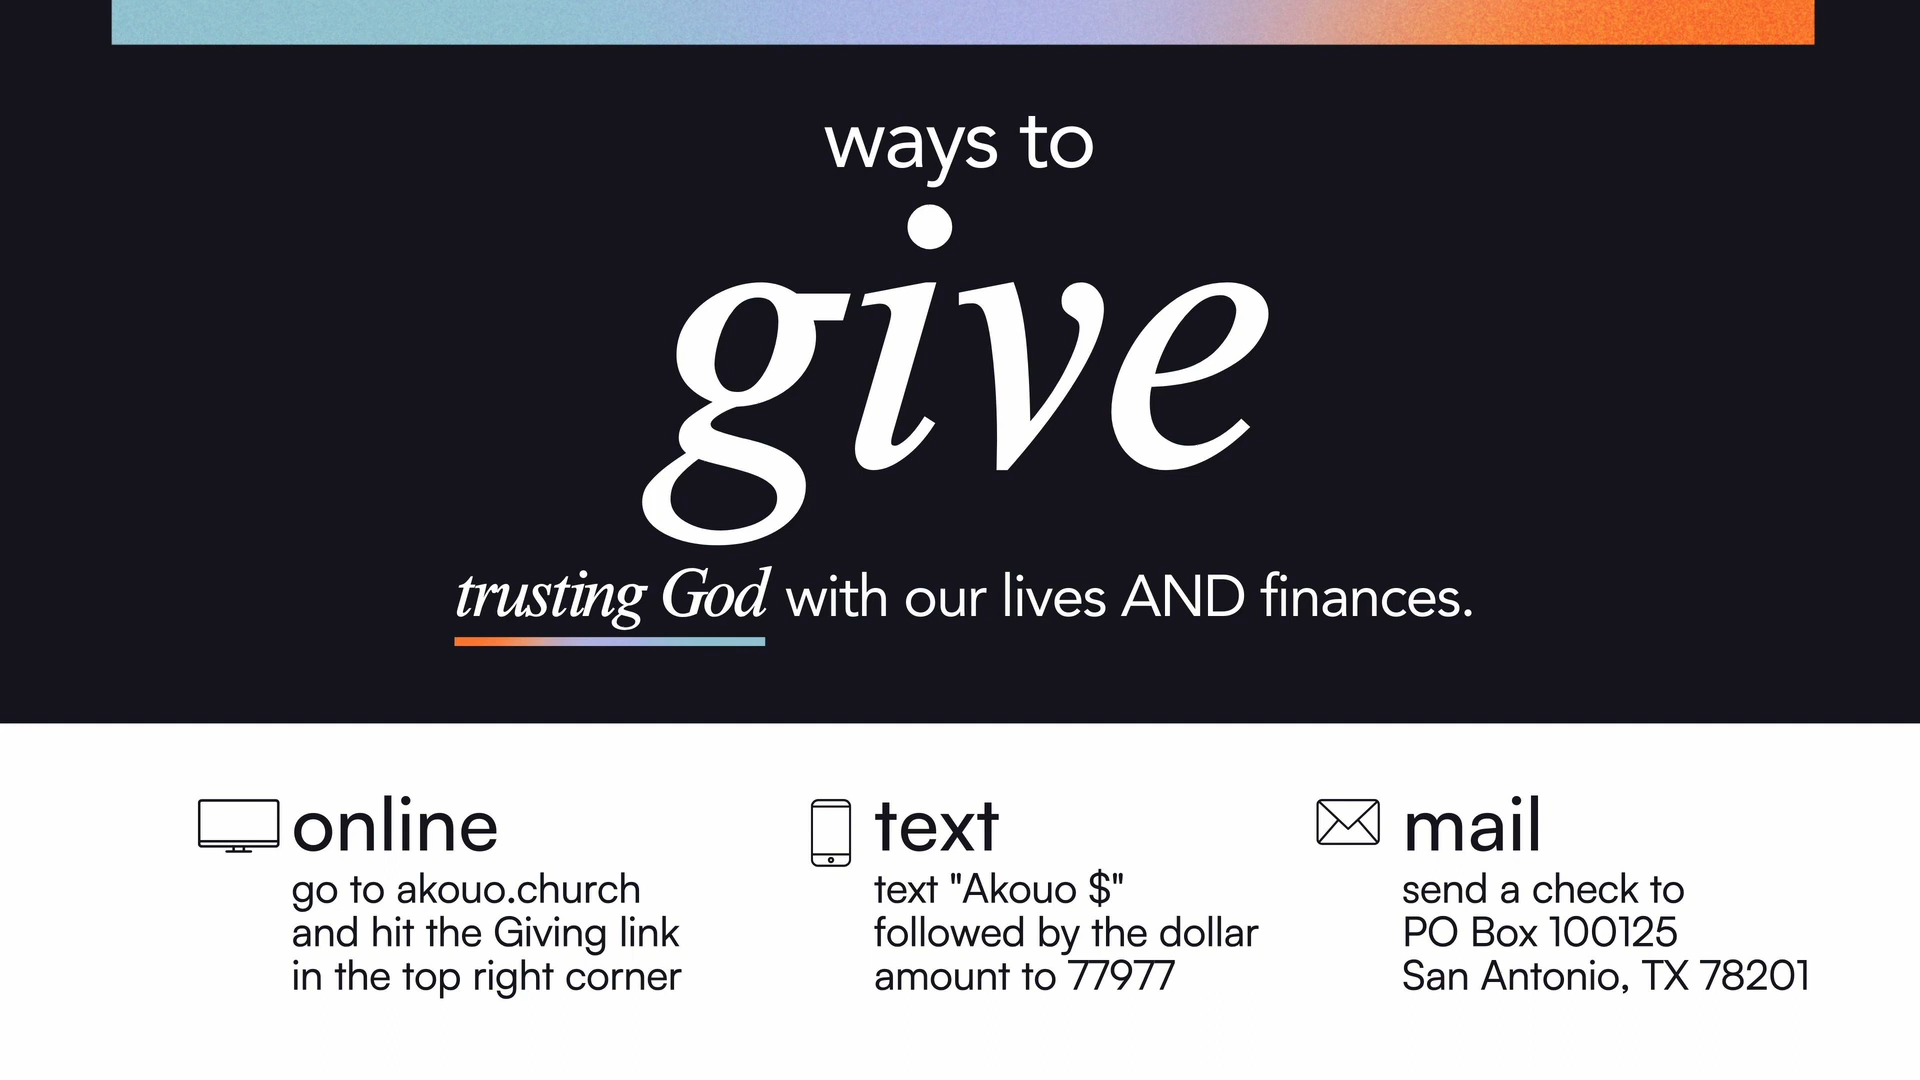 ways to
give
trusting God with our lives AND finances.
online
go to akouo.church
and hit the Giving link
in the top right corner
text
text "Akouo $"
followed by the dollar
amount to 77977
mail
send a check to
PO Box 100125
San Antonio, TX 78201